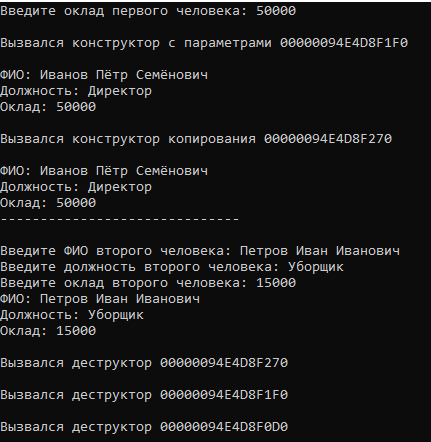 Введите оклад первого человека: 50000
Вызвался конструктор с параметрами 00000094E4D8F1F0
ФИО: Иванов Пётр Семёнович
Должность: Директор
Оклад: 50000
Вызвался конструктор копирования 00000094E4D8F270
ФИО: Иванов Пётр Семёнович
Должность: Директор
Оклад: 50000
------------------------------
Введите ФИО второго человека: Петров Иван Иванович
Введите должность второго человека: Уборщик
Введите оклад второго человека: 15000
ФИО: Петров Иван Иванович
Должность: Уборщик
Оклад: 15000
Вызвался деструктор 00000094E4D8F270
Вызвался деструктор 00000094E4D8F1F0
Вызвался деструктор 00000094E4D8F0D0